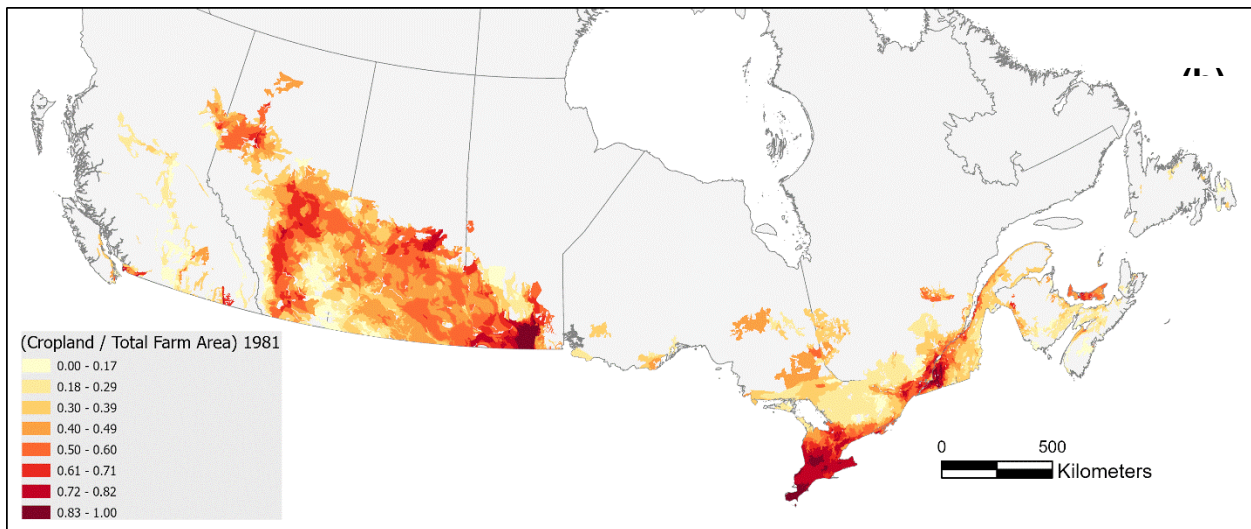 (Cropland / Total Farm Area) 1981
0.00 - 0.17
0.18 - 0.29
0.30 - 0.39
0.40 - 0.49
0.50 - 0.60
0.61 - 0.71
0.72 - 0.82
0.83 - 1.00
0 500
Kilometers